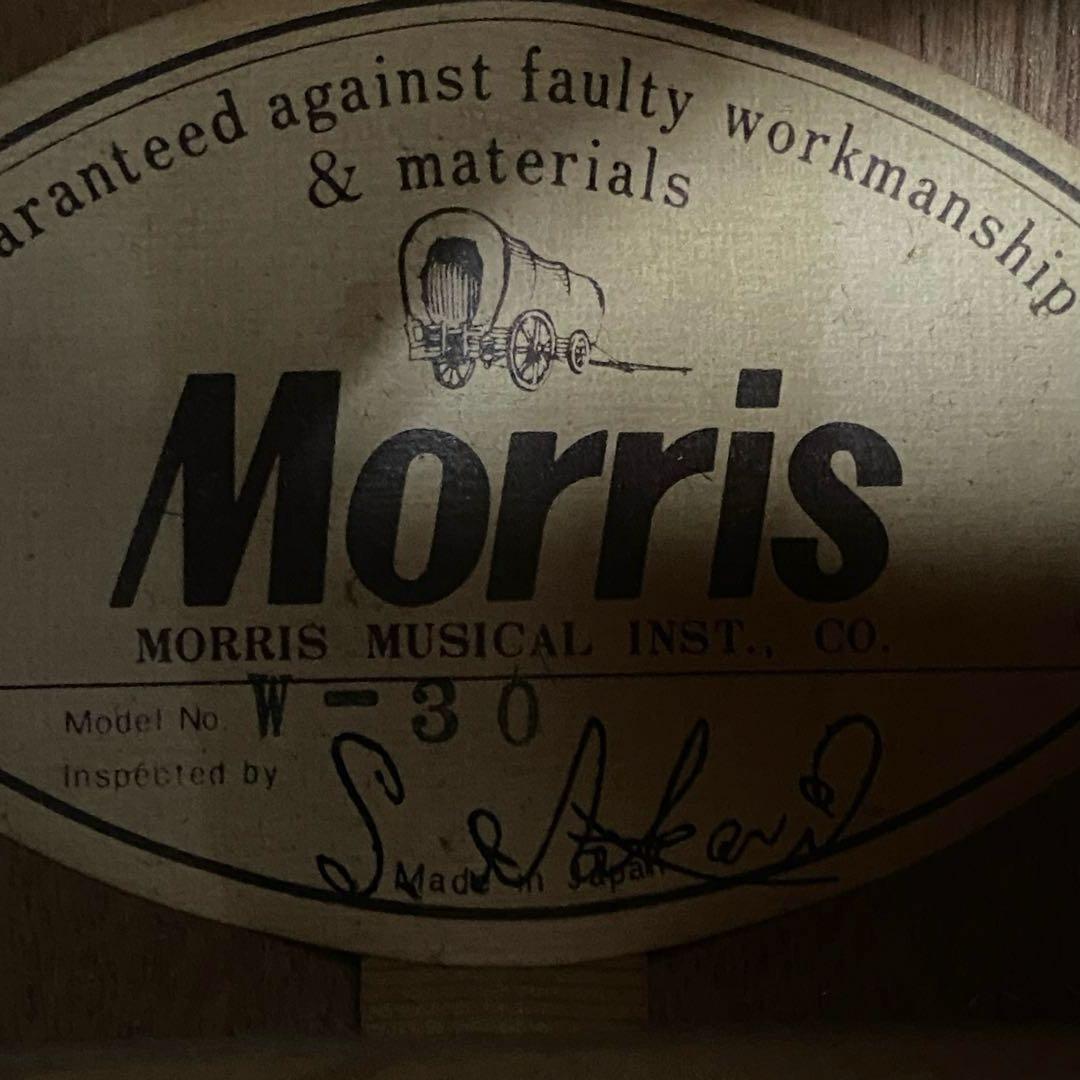 aranteed against faulty workmanship
& materials
Morris
MORRIS MUSICAL INST., CO.
Model No. W-30
Inspected by
Made in Japan